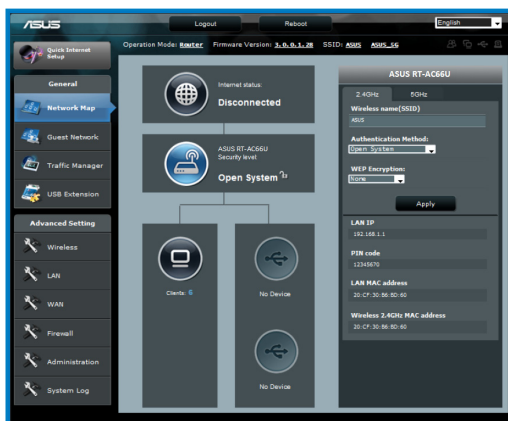 ASUS
Logout
Reboot
English
Quick Internet
Setup
Operation Mode: Router Firmware Version: 3.0.0.1.28 SSID: ASUS ASUS_5G
General
Network Map
Guest Network
Traffic Manager
USB Extension
Advanced Setting
Wireless
LAN
WAN
Firewall
Administration
System Log
Internet status:
Disconnected
ASUS RT-AC66U
Security level
Open System
Clients: 6
No Device
No Device
ASUS RT-AC66U
2.4GHz 5GHz
Wireless name(SSID)
ASUS
Authentication Method:
Open System
WEP Encryption:
None
Apply
LAN IP
192.168.1.1
PIN code
12345670
LAN MAC address
20:CF:30:B6:BD:60
Wireless 2.4GHz MAC address
20:CF:30:B6:BD:60